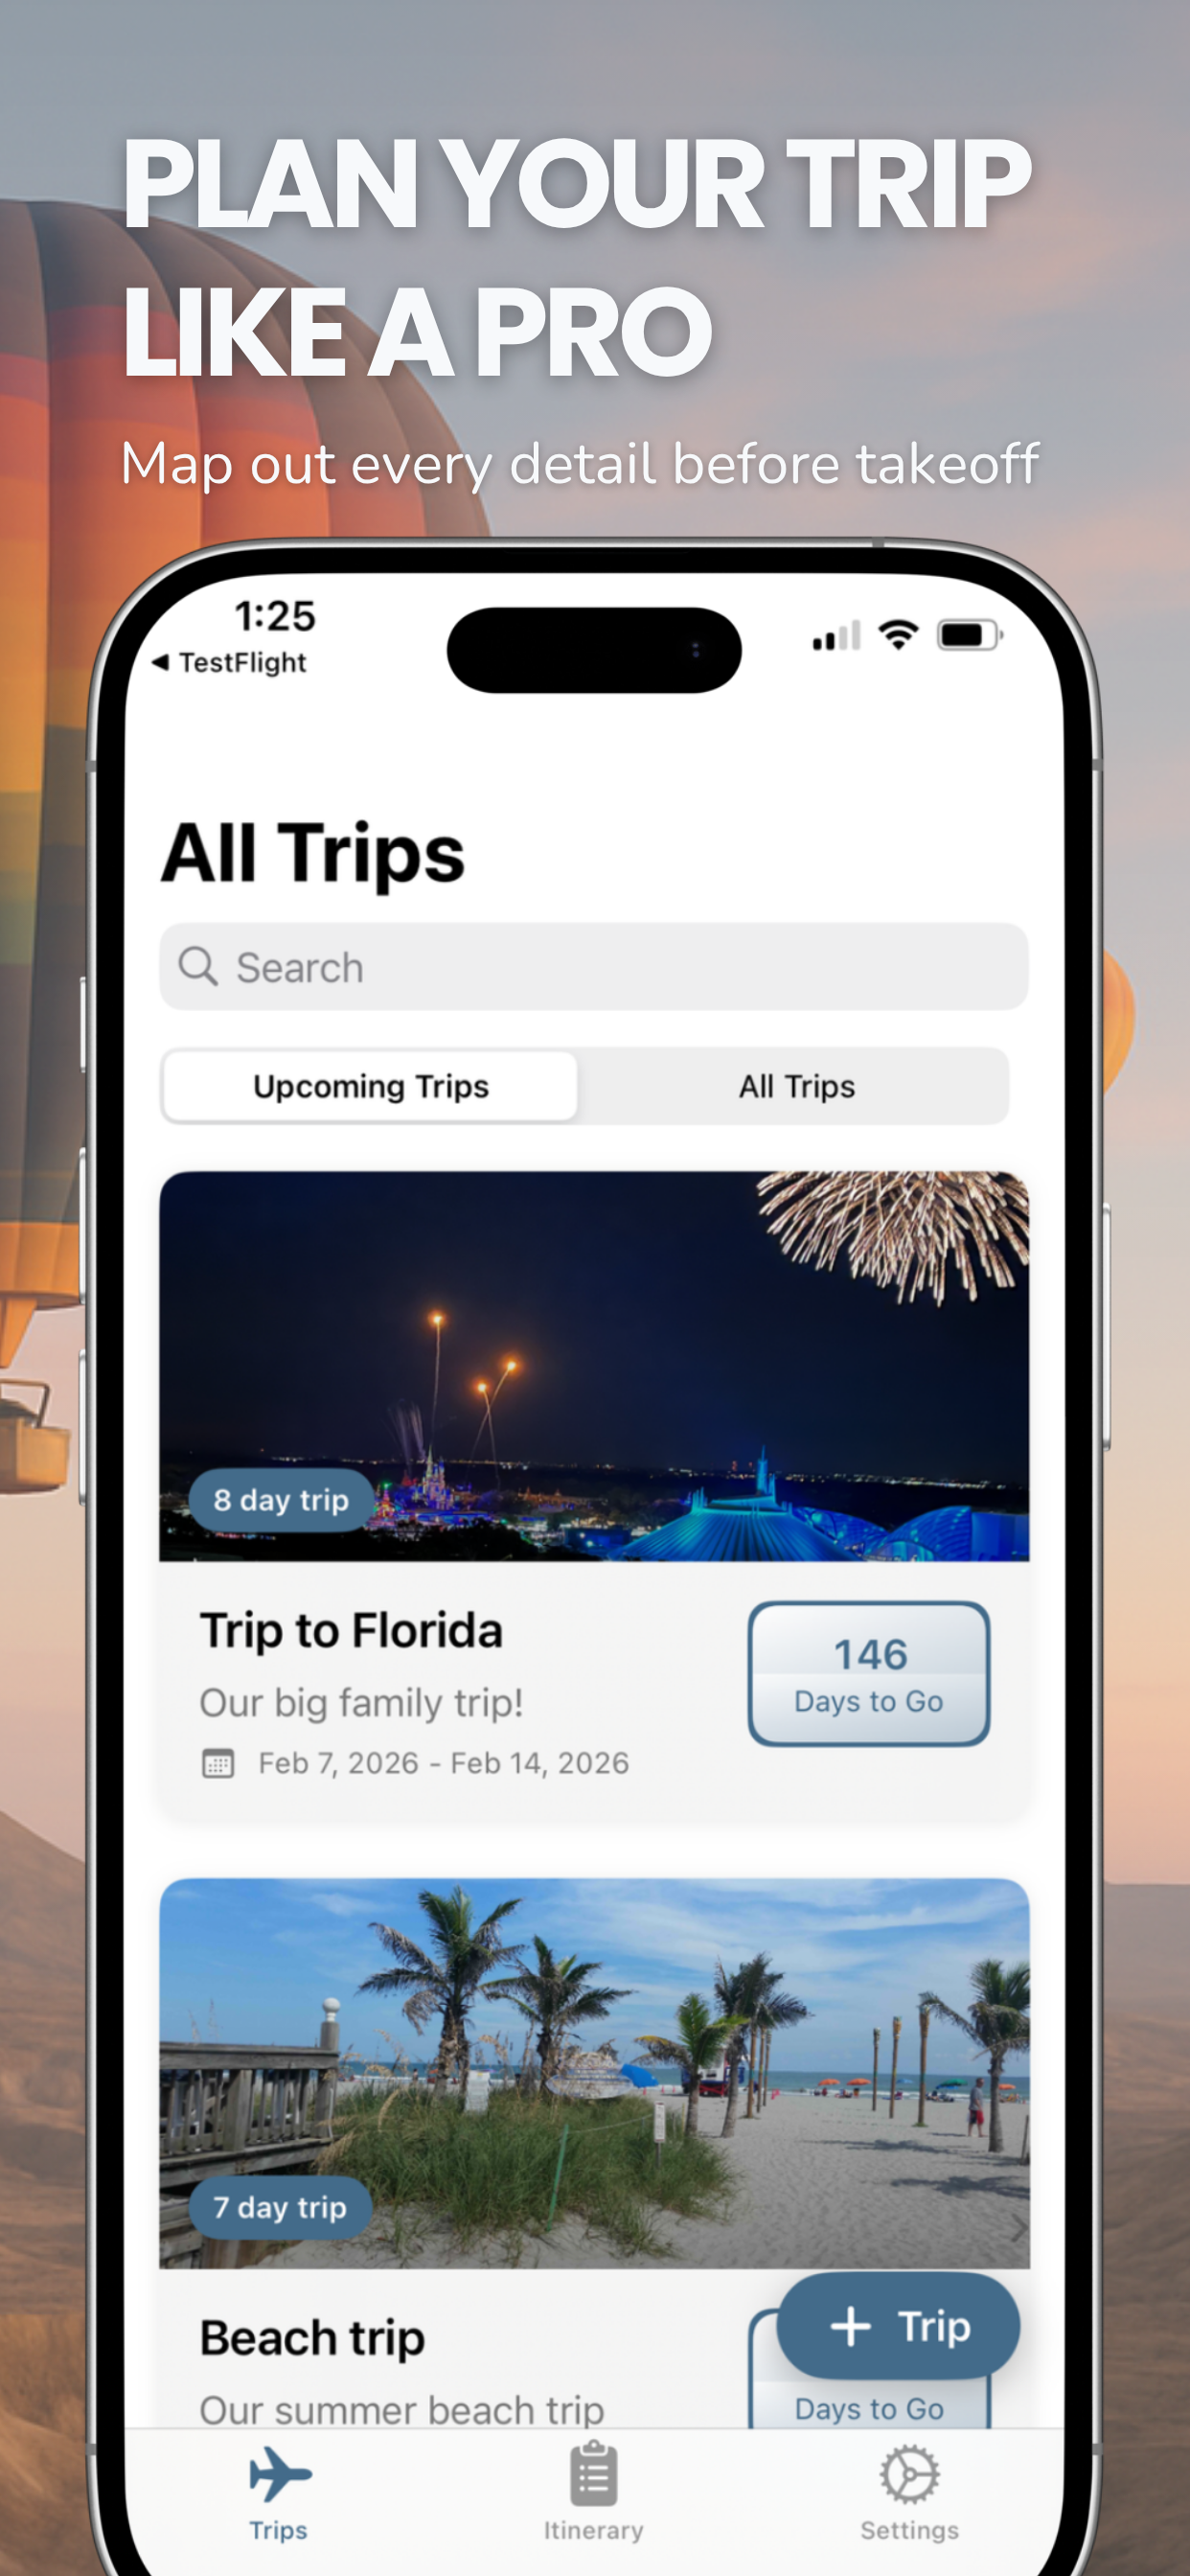 PLAN YOUR TRIP
LIKE A PRO
Map out every detail before takeoff
1:25
◀ TestFlight
All Trips
Search
Upcoming Trips
All Trips
8 day trip
Trip to Florida
Our big family trip!
Feb 7, 2026 - Feb 14, 2026
146
Days to Go
7 day trip
Beach trip
Our summer beach trip
+ Trip
Days to Go
Trips
Itinerary
Settings